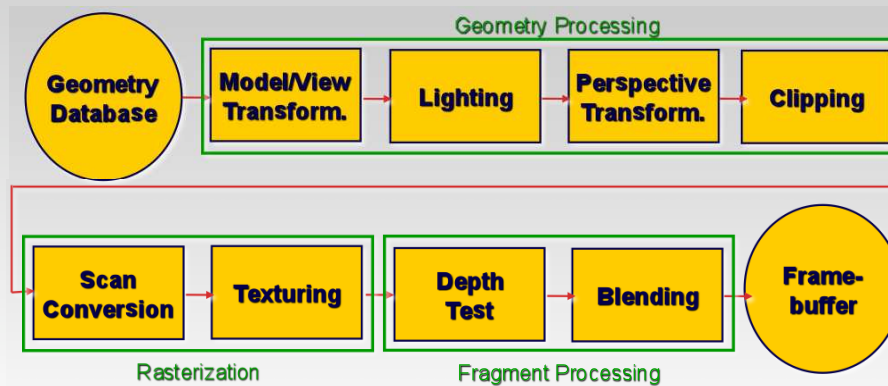 Geometry Processing
Geometry
Database
Model/View
Transform.
Lighting
Perspective
Transform.
Clipping
Scan
Conversion
Texturing
Depth
Test
Blending
Frame-
buffer
Rasterization
Fragment Processing